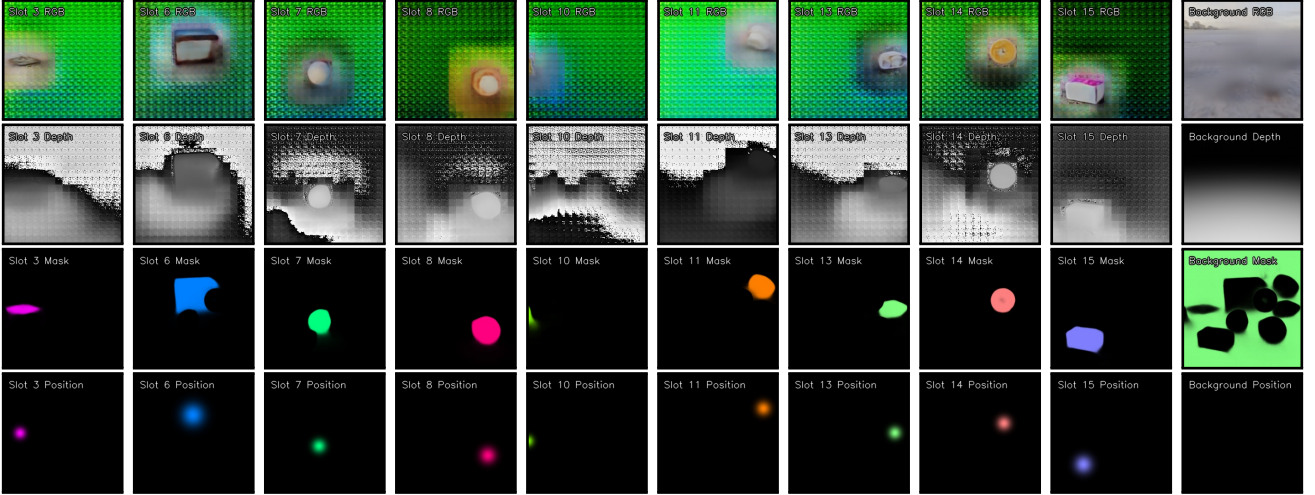 Slot 3 RGB
Slot 6 RGB
Slot 7 RGB
Slot 8 RGB
Slot 10 RGB
Slot 11 RGB
Slot 13 RGB
Slot 14 RGB
Slot 15 RGB
Background RGB
Slot 3 Depth
Slot 6 Depth
Slot 7 Depth
Slot 8 Depth
Slot 10 Depth
Slot 11 Depth
Slot 13 Depth
Slot 14 Depth
Slot 15 Depth
Background Depth
Slot 3 Mask
Slot 6 Mask
Slot 7 Mask
Slot 8 Mask
Slot 10 Mask
Slot 11 Mask
Slot 13 Mask
Slot 14 Mask
Slot 15 Mask
Background Mask
Slot 3 Position
Slot 6 Position
Slot 7 Position
Slot 8 Position
Slot 10 Position
Slot 11 Position
Slot 13 Position
Slot 14 Position
Slot 15 Position
Background Position